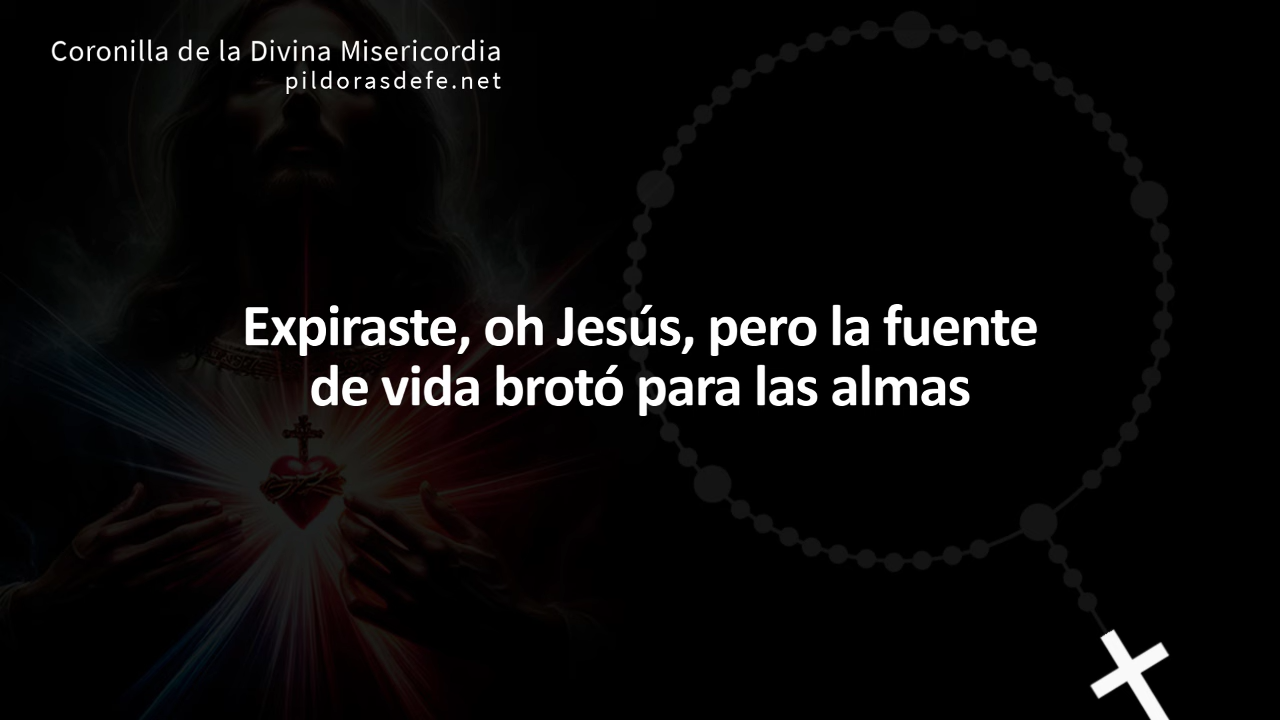 Coronilla de la Divina Misericordia
pildorasdefe.net
Expiraste, oh Jesús, pero la fuente
de vida brotó para las almas